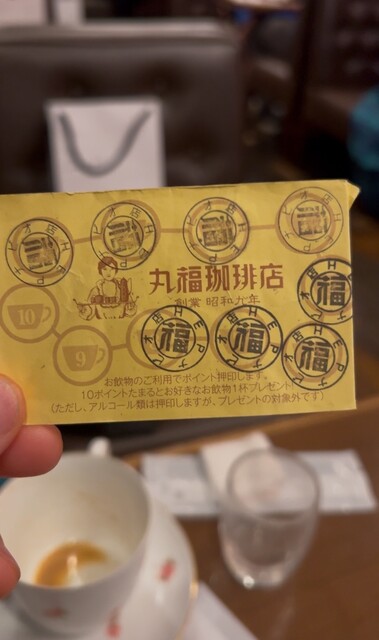 丸福珈琲店
創業 昭和九年
福
福
福
10
9
福
お飲物のご利用でポイント押印します。
10ポイントたまるとお好きなお飲物1杯プレゼント!
(ただし、アルコール類は押印しますが、プレゼントの対象外です)